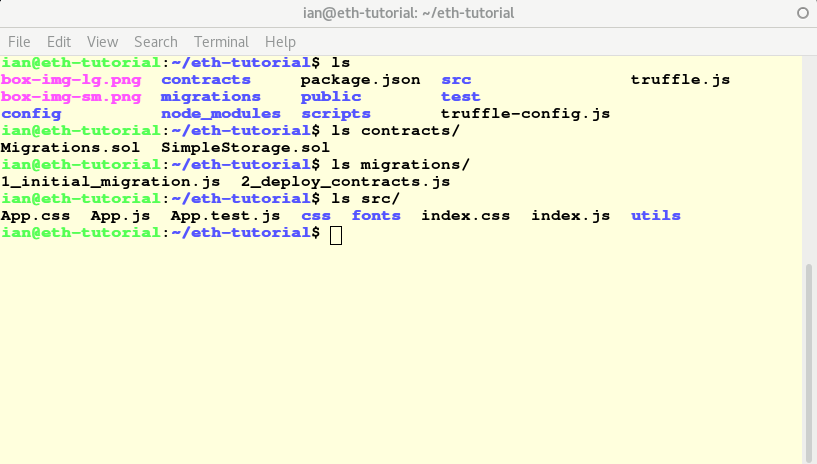 ian@eth-tutorial: ~/eth-tutorial
File Edit View Search Terminal Help
ian@eth-tutorial:~/eth-tutorial$ ls
box-img-lg.png contracts package.json src truffle.js
box-img-sm.png migrations public test
config node_modules scripts truffle-config.js
ian@eth-tutorial:~/eth-tutorial$ ls contracts/
Migrations.sol SimpleStorage.sol
ian@eth-tutorial:~/eth-tutorial$ ls migrations/
1_initial_migration.js 2_deploy_contracts.js
ian@eth-tutorial:~/eth-tutorial$ ls src/
App.css App.js App.test.js css fonts index.css index.js utils
ian@eth-tutorial:~/eth-tutorial$